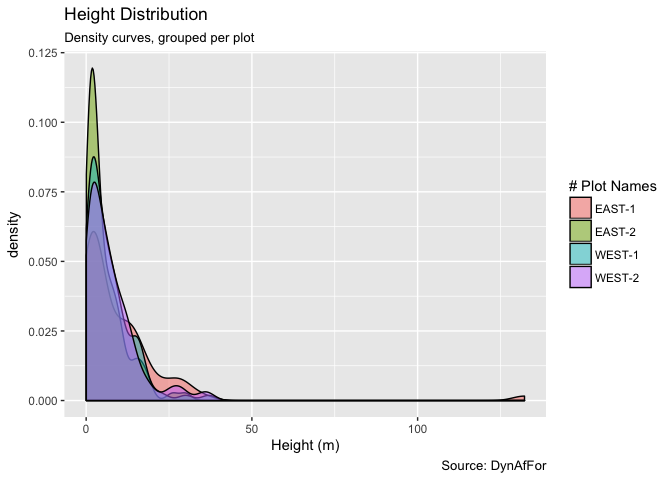 Height Distribution
Density curves, grouped per plot
0.125
0.100
0.075
0.050
0.025
0.000
density
0 50 100
Height (m)
# Plot Names
EAST-1
EAST-2
WEST-1
WEST-2
Source: DynAfFor